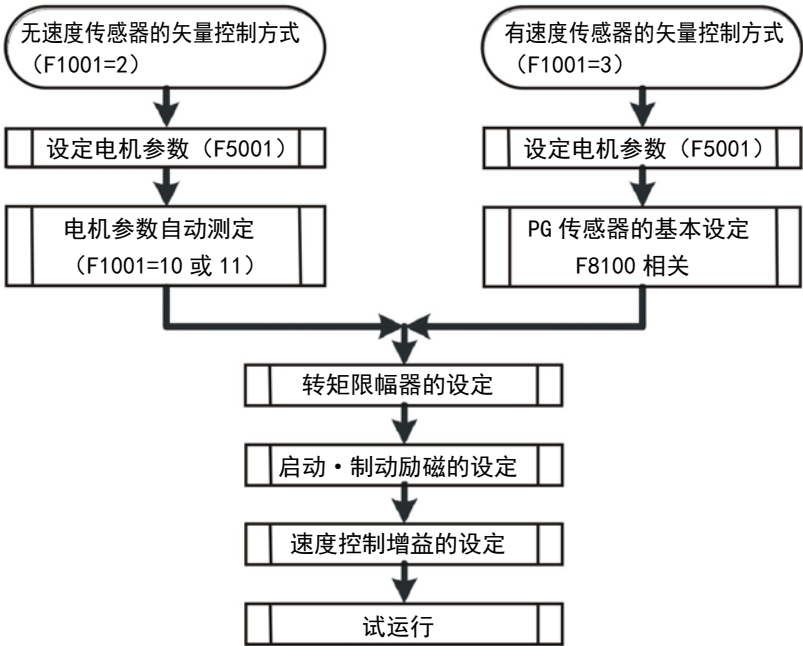 无速度传感器的矢量控制方式
（F1001=2）
设定电机参数（F5001）
电机参数自动测定
（F1001=10 或 11）
有速度传感器的矢量控制方式
（F1001=3）
设定电机参数（F5001）
PG 传感器的基本设定
F8100 相关
转矩限幅器的设定
启动·制动励磁的设定
速度控制增益的设定
试运行